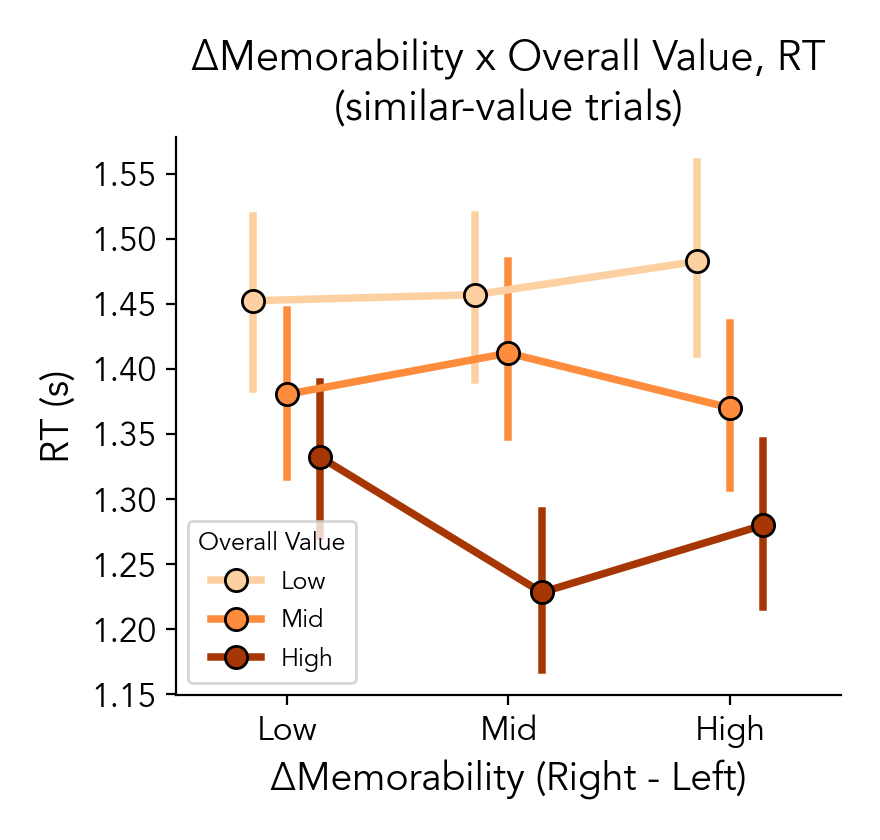 ΔMemorability x Overall Value, RT
(similar-value trials)
1.55
1.50
1.45
1.40
1.35
1.30
1.25
1.20
1.15
RT (s)
Overall Value
Low
Mid
High
Low Mid High
ΔMemorability (Right - Left)